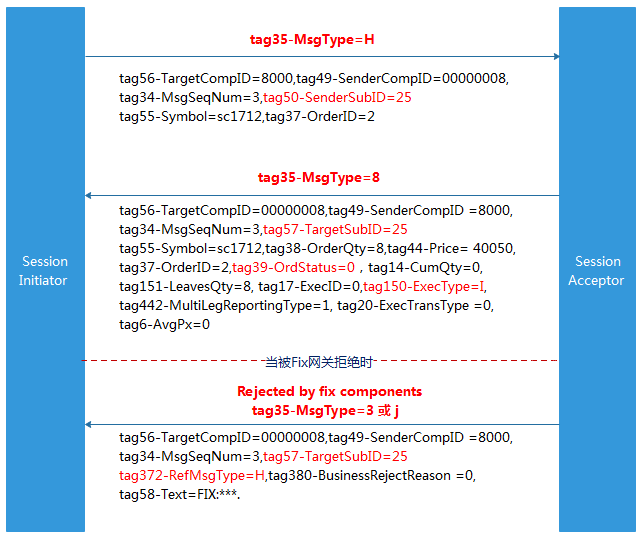 tag35-MsgType=H
tag56-TargetCompID=8000,tag49-SenderCompID=00000008,
tag34-MsgSeqNum=3,tag50-SenderSubID=25
tag55-Symbol=sc1712,tag37-OrderID=2
tag35-MsgType=8
tag56-TargetCompID=00000008,tag49-SenderCompID =8000,
tag34-MsgSeqNum=3,tag57-TargetSubID=25
tag55-Symbol=sc1712,tag38-OrderQty=8,tag44-Price= 40050,
tag37-OrderID=2,tag39-OrdStatus=0 , tag14-CumQty=0,
tag151-LeavesQty=8, tag17-ExecID=0,tag150-ExecType=I,
tag442-MultiLegReportingType=1, tag20-ExecTransType =0,
tag6-AvgPx=0
Session
Initiator
Session
Acceptor
当被Fix网关拒绝时
Rejected by fix components
tag35-MsgType=3 或 j
tag56-TargetCompID=00000008,tag49-SenderCompID =8000,
tag34-MsgSeqNum=3,tag57-TargetSubID=25
tag372-RefMsgType=H,tag380-BusinessRejectReason =0,
tag58-Text=FIX:***.